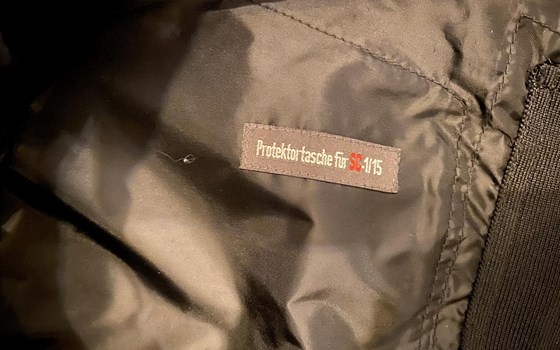 Protektortasche für SC-1/15